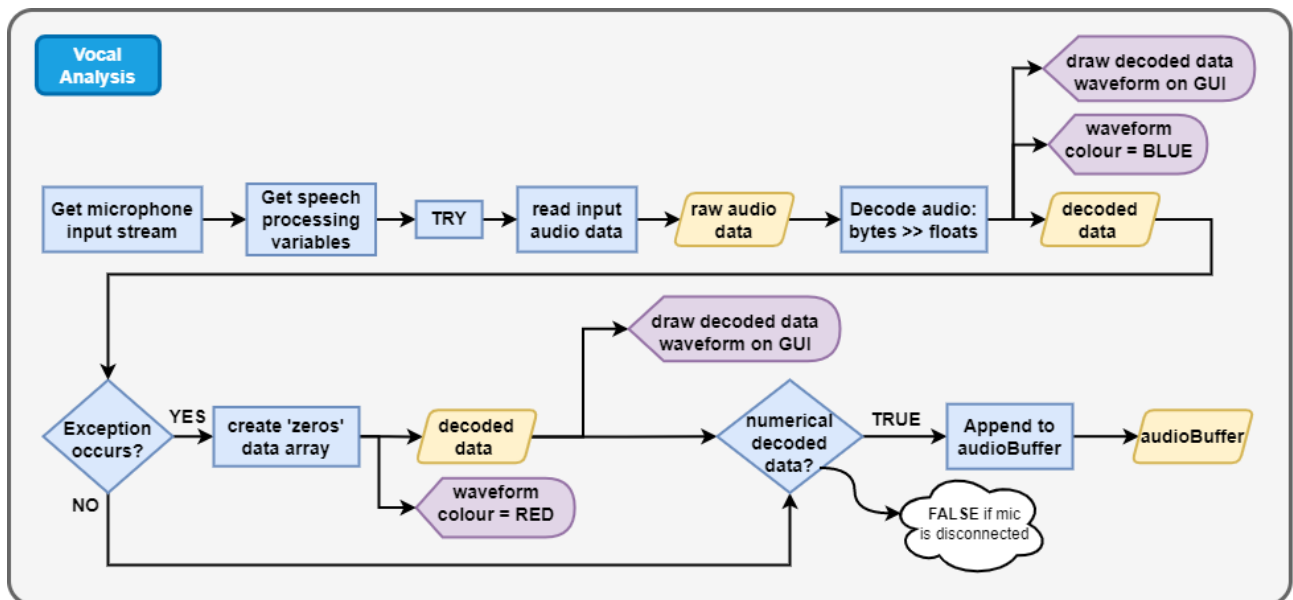 Vocal
Analysis
draw decoded data
waveform on GUI
waveform
colour = BLUE
Get microphone
input stream
Get speech
processing
variables
TRY
read input
audio data
raw audio
data
Decode audio:
bytes >> floats
decoded
data
draw decoded data
waveform on GUI
Exception
occurs?
YES
NO
create 'zeros'
data array
decoded
data
waveform
colour = RED
numerical
decoded
data?
TRUE
Append to
audioBuffer
audioBuffer
FALSE if mic
is disconnected